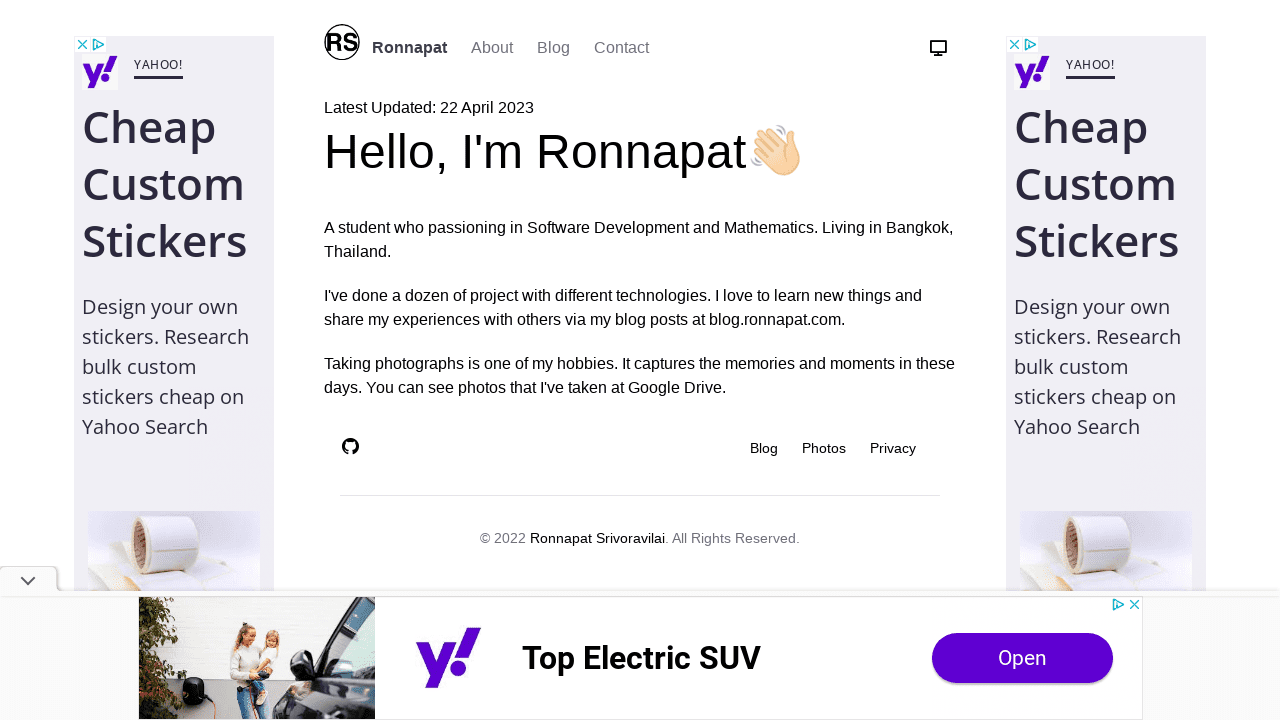 RS Ronnapat About Blog Contact
YAHOO!
Cheap
Custom
Stickers
Design your own
stickers. Research
bulk custom
stickers cheap on
Yahoo Search
Latest Updated: 22 April 2023
Hello, I'm Ronnapat👋🏻
A student who passioning in Software Development and Mathematics. Living in Bangkok,
Thailand.
I've done a dozen of project with different technologies. I love to learn new things and
share my experiences with others via my blog posts at blog.ronnapat.com.
Taking photographs is one of my hobbies. It captures the memories and moments in these
days. You can see photos that I've taken at Google Drive.
Blog Photos Privacy
© 2022 Ronnapat Srivoravilai. All Rights Reserved.
YAHOO!
Cheap
Custom
Stickers
Design your own
stickers. Research
bulk custom
stickers cheap on
Yahoo Search
y! Top Electric SUV Open